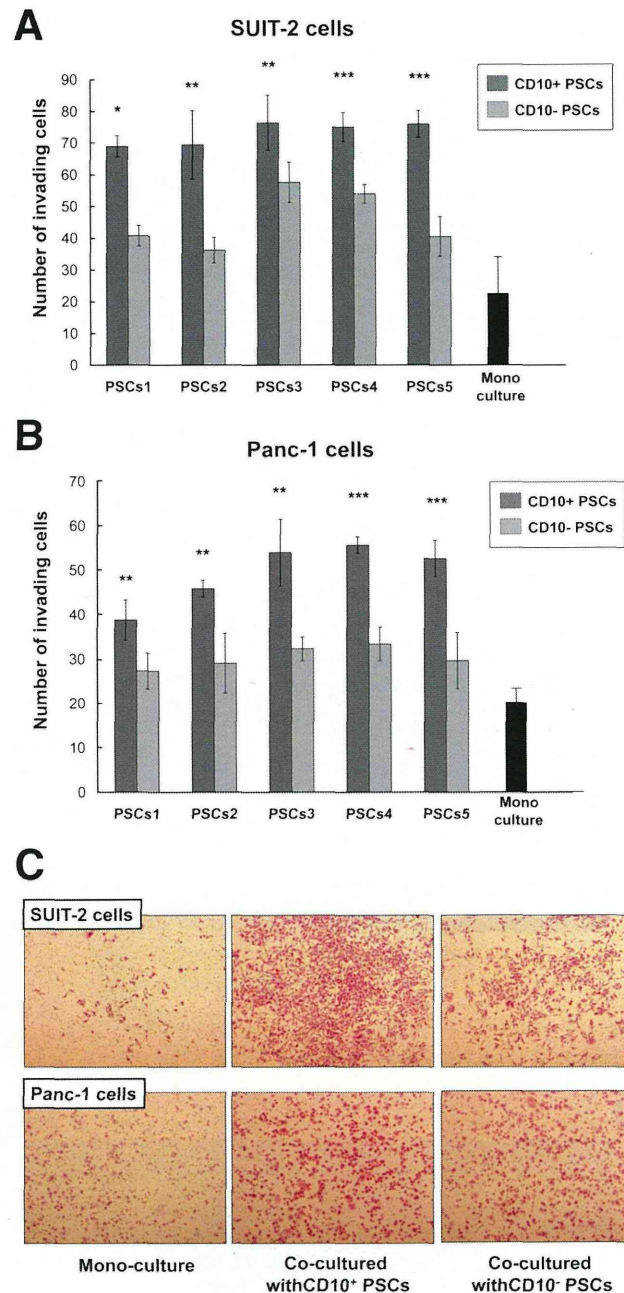 A
SUIT-2 cells
Number of invading cells
90
80
70
60
50
40
30
20
10
0
*
**
**
***
***
CD10+ PSCs
CD10- PSCs
PSCs1
PSCs2
PSCs3
PSCs4
PSCs5
Mono
culture
B
Panc-1 cells
Number of invading cells
70
60
50
40
30
20
10
0
**
**
**
***
***
CD10+ PSCs
CD10- PSCs
PSCs1
PSCs2
PSCs3
PSCs4
PSCs5
Mono
culture
C
SUIT-2 cells
Panc-1 cells
Mono-culture
Co-cultured
withCD10+ PSCs
Co-cultured
withCD10- PSCs